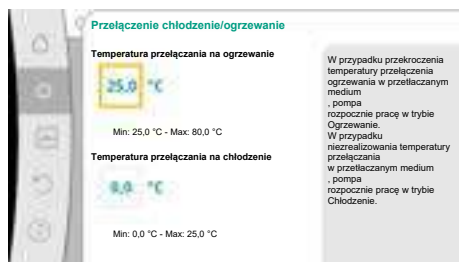 Przełączenie chłodzenie/ogrzewanie
Temperatura przełączania na ogrzewanie
25,0 °C
Min: 25,0 °C - Max: 80,0 °C
Temperatura przełączania na chłodzenie
0,0 °C
Min: 0,0 °C - Max: 25,0 °C
W przypadku przekroczenia
temperatury przełączenia
ogrzewania w przetłaczanym
medium
, pompa
rozpocznie pracę w trybie
Ogrzewanie.
W przypadku
niezrealizowania temperatury
przełączania
w przetłaczanym medium
, pompa
rozpocznie pracę w trybie
Chłodzenie.